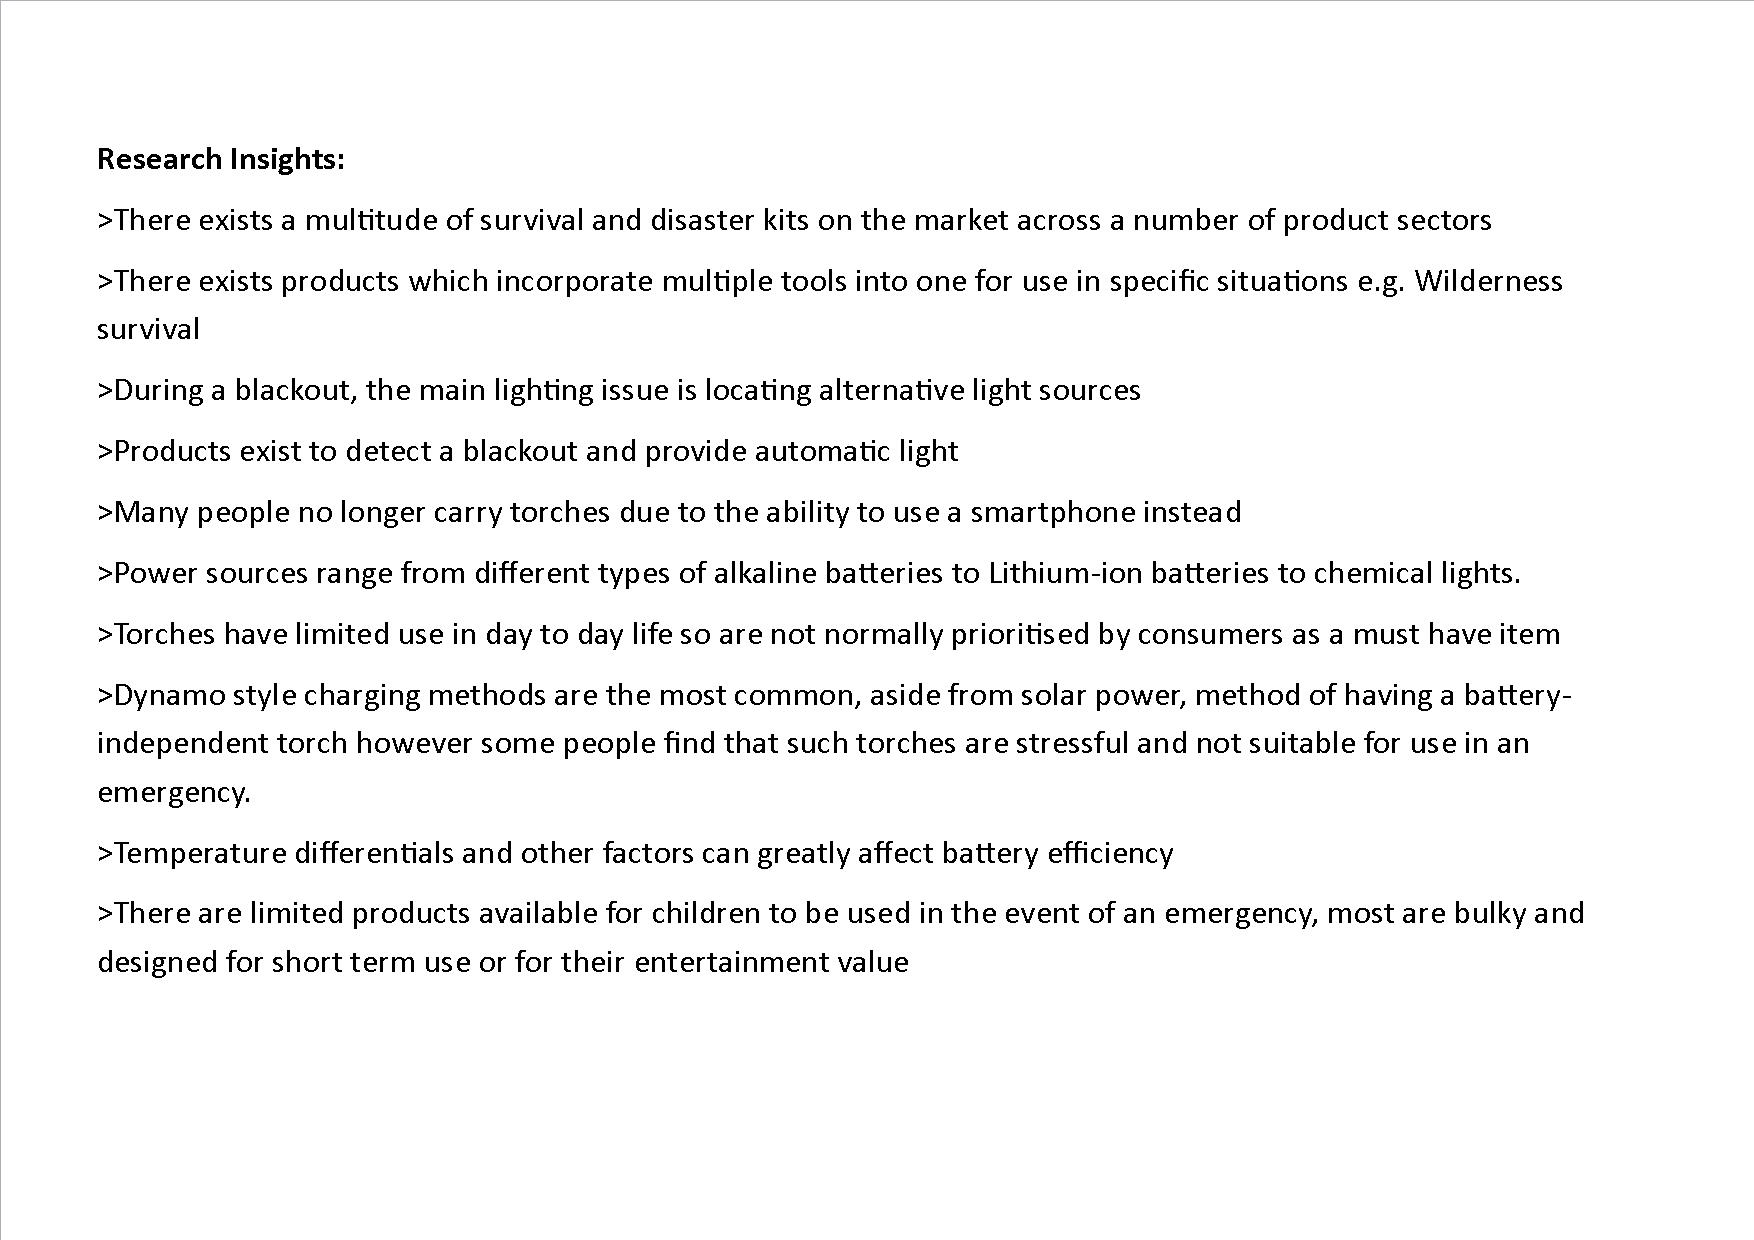 Research Insights:
>There exists a multitude of survival and disaster kits on the market across a number of product sectors
>There exists products which incorporate multiple tools into one for use in specific situations e.g. Wilderness
survival
>During a blackout, the main lighting issue is locating alternative light sources
>Products exist to detect a blackout and provide automatic light
>Many people no longer carry torches due to the ability to use a smartphone instead
>Power sources range from different types of alkaline batteries to Lithium-ion batteries to chemical lights.
>Torches have limited use in day to day life so are not normally prioritised by consumers as a must have item
>Dynamo style charging methods are the most common, aside from solar power, method of having a battery-
independent torch however some people find that such torches are stressful and not suitable for use in an
emergency.
>Temperature differentials and other factors can greatly affect battery efficiency
>There are limited products available for children to be used in the event of an emergency, most are bulky and
designed for short term use or for their entertainment value